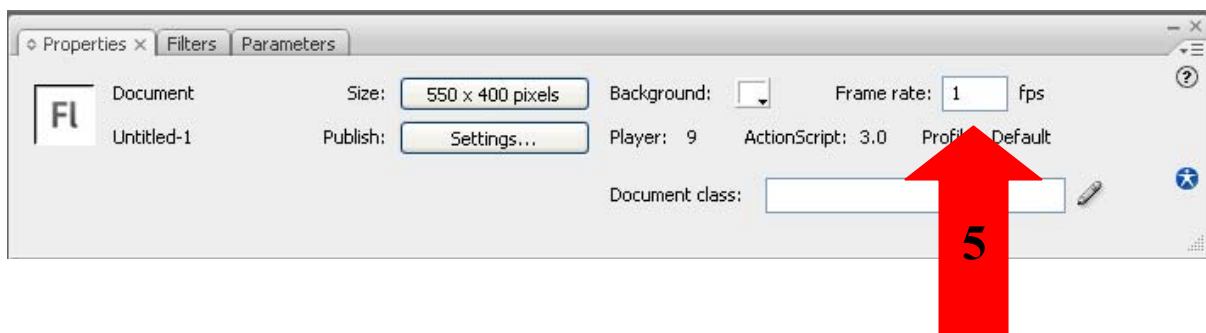 Properties × Filters Parameters
Fl Document Size: 550 x 400 pixels Background: Frame rate: 1 fps
Untitled-1 Publish: Settings... Player: 9 ActionScript: 3.0 Default
Document class:
5